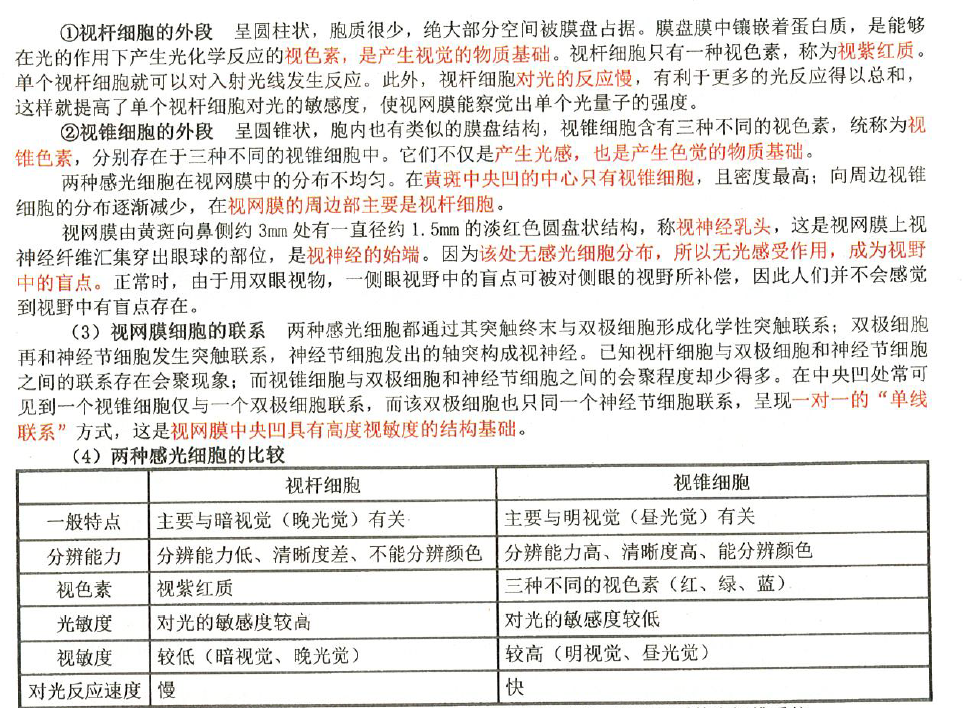 ①视杆细胞的外段 呈圆柱状，胞质很少，绝大部分空间被膜盘占据。膜盘膜中镶嵌着蛋白质，是能够
在光的作用下产生光化学反应的视色素，是产生视觉的物质基础。视杆细胞只有一种视色素，称为视紫红质。
单个视杆细胞就可以对入射光线发生反应。此外，视杆细胞对光的反应慢，有利于更多的光反应得以总和，
这样就提高了单个视杆细胞对光的敏感度，使视网膜能察觉出单个光量子的强度。
②视锥细胞的外段 呈圆锥状，胞内也有类似的膜盘结构，视锥细胞含有三种不同的视色素，统称为视
锥色素，分别存在于三种不同的视锥细胞中。它们不仅是产生光感，也是产生色觉的物质基础。
两种感光细胞在视网膜中的分布不均匀。在黄斑中央凹的中心只有视锥细胞，且密度最高；向周边视锥
细胞的分布逐渐减少，在视网膜的周边部主要是视杆细胞。
视网膜由黄斑向鼻侧约3mm处有一直径约1.5mm的淡红色圆盘状结构，称视神经乳头，这是视网膜上视
神经纤维汇集穿出眼球的部位，是视神经的始端。因为该处无感光细胞分布，所以无光感受作用，成为视野
中的盲点。正常时，由于用双眼视物，一侧眼视野中的盲点可被对侧眼的视野所补偿，因此人们并不会感觉
到视野中有盲点存在。
（3）视网膜细胞的联系 两种感光细胞都通过其突触终末与双极细胞形成化学性突触联系；双极细胞
再和神经节细胞发生突触联系，神经节细胞发出的轴突构成视神经。已知视杆细胞与双极细胞和神经节细胞
之间的联系存在会聚现象；而视锥细胞与双极细胞和神经节细胞之间的会聚程度却少得多。在中央凹处常可
见到一个视锥细胞仅与一个双极细胞联系，而该双极细胞也只同一个神经节细胞联系，呈现一对一的“单线
联系”方式，这是视网膜中央凹具有高度视敏度的结构基础。
（4）两种感光细胞的比较
视杆细胞 视锥细胞
一般特点 主要与暗视觉（晚光觉）有关 主要与明视觉（昼光觉）有关
分辨能力 分辨能力低、清晰度差、不能分辨颜色 分辨能力高、清晰度高、能分辨颜色
视色素 视紫红质 三种不同的视色素（红、绿、蓝）
光敏度 对光的敏感度较高 对光的敏感度较低
视敏度 较低（暗视觉、晚光觉） 较高（明视觉、昼光觉）
对光反应速度 慢 快